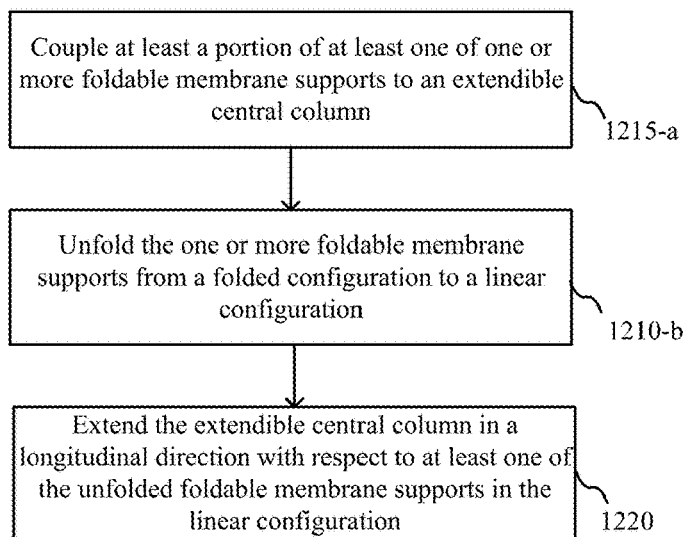 Couple at least a portion of at least one of one or
more foldable membrane supports to an extendible
central column
1215-a
Unfold the one or more foldable membrane
supports from a folded configuration to a linear
configuration
1210-b
Extend the extendible central column in a
longitudinal direction with respect to at least one of
the unfolded foldable membrane supports in the
linear configuration
1220